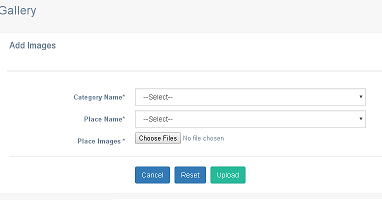 Gallery
Add Images
Category Name* --Select--
Place Name* --Select--
Place Images * Choose Files No file chosen
Cancel Reset Upload